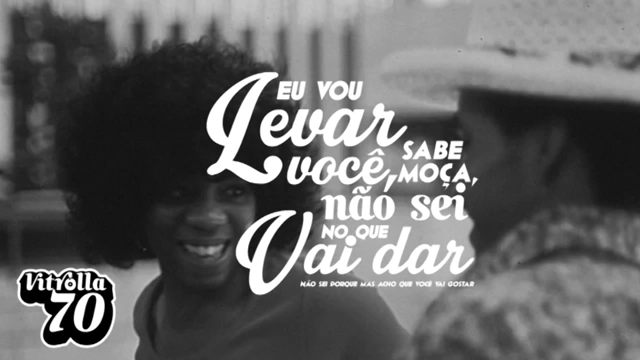 EU VOU
Levar
você, SABE
MOÇA,
não sei
NO QUE
Vai dar
NÃO SEI PORQUE MAS ACHO QUE VOCÊ VAI GOSTAR
Vitrolla
70